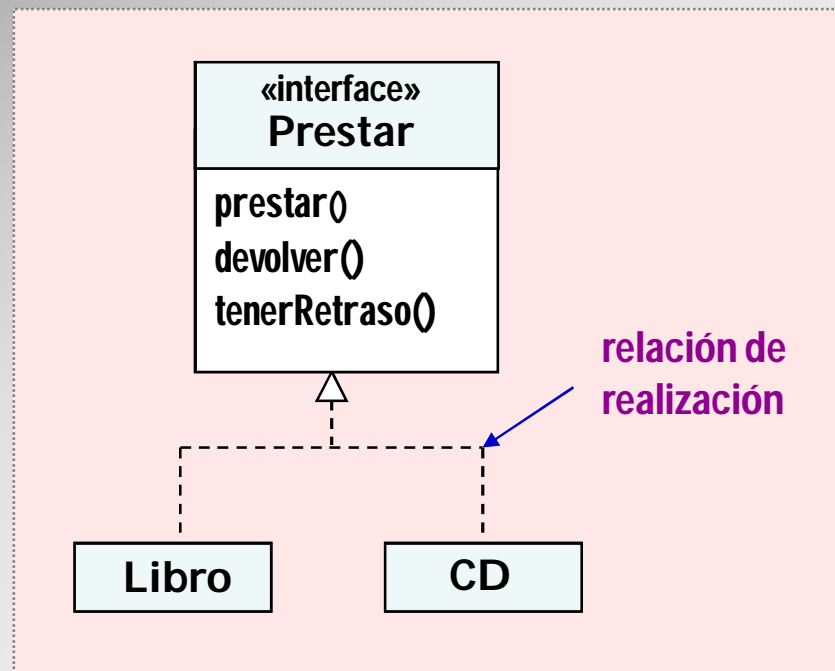 «interface»
Prestar
prestar()
devolver()
tenerRetraso()
relación de
realización
Libro
CD